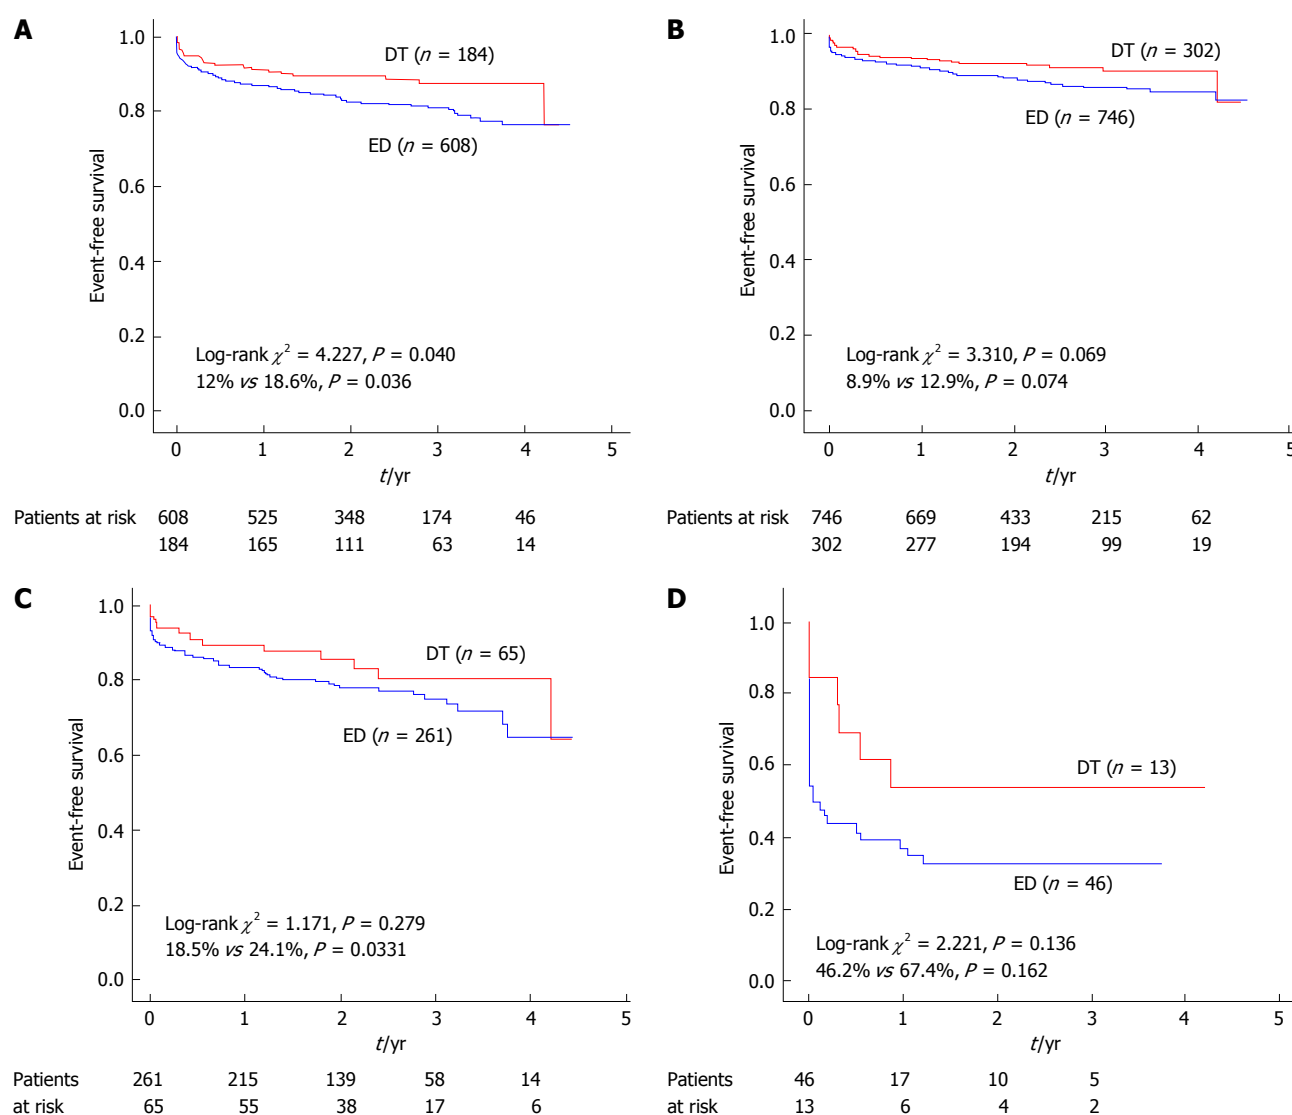 A
1.0
0.8
0.6
0.4
0.2
0.0
Event-free survival
DT (n = 184)
ED (n = 608)
Log-rank χ² = 4.227, P = 0.040
12% vs 18.6%, P = 0.036
0 1 2 3 4 5
t/yr
Patients at risk 608 525 348 174 46
184 165 111 63 14
B
1.0
0.8
0.6
0.4
0.2
0.0
Event-free survival
DT (n = 302)
ED (n = 746)
Log-rank χ² = 3.310, P = 0.069
8.9% vs 12.9%, P = 0.074
0 1 2 3 4 5
t/yr
Patients at risk 746 669 433 215 62
302 277 194 99 19
C
1.0
0.8
0.6
0.4
0.2
0.0
Event-free survival
DT (n = 65)
ED (n = 261)
Log-rank χ² = 1.171, P = 0.279
18.5% vs 24.1%, P = 0.0331
0 1 2 3 4 5
t/yr
Patients 261 215 139 58 14
at risk 65 55 38 17 6
D
1.0
0.8
0.6
0.4
0.2
0.0
Event-free survival
DT (n = 13)
ED (n = 46)
Log-rank χ² = 2.221, P = 0.136
46.2% vs 67.4%, P = 0.162
0 1 2 3 4 5
t/yr
Patients 46 17 10 5
at risk 13 6 4 2